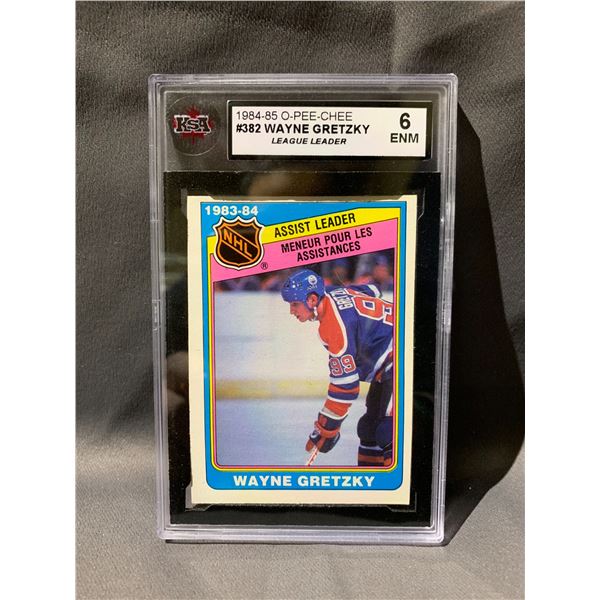 KSA
1984-85 O-PEE-CHEE
#382 WAYNE GRETZKY
LEAGUE LEADER
6
ENM
1983-84
NHL
®
ASSIST LEADER
MENEUR POUR LES
ASSISTANCES
99
WAYNE GRETZKY